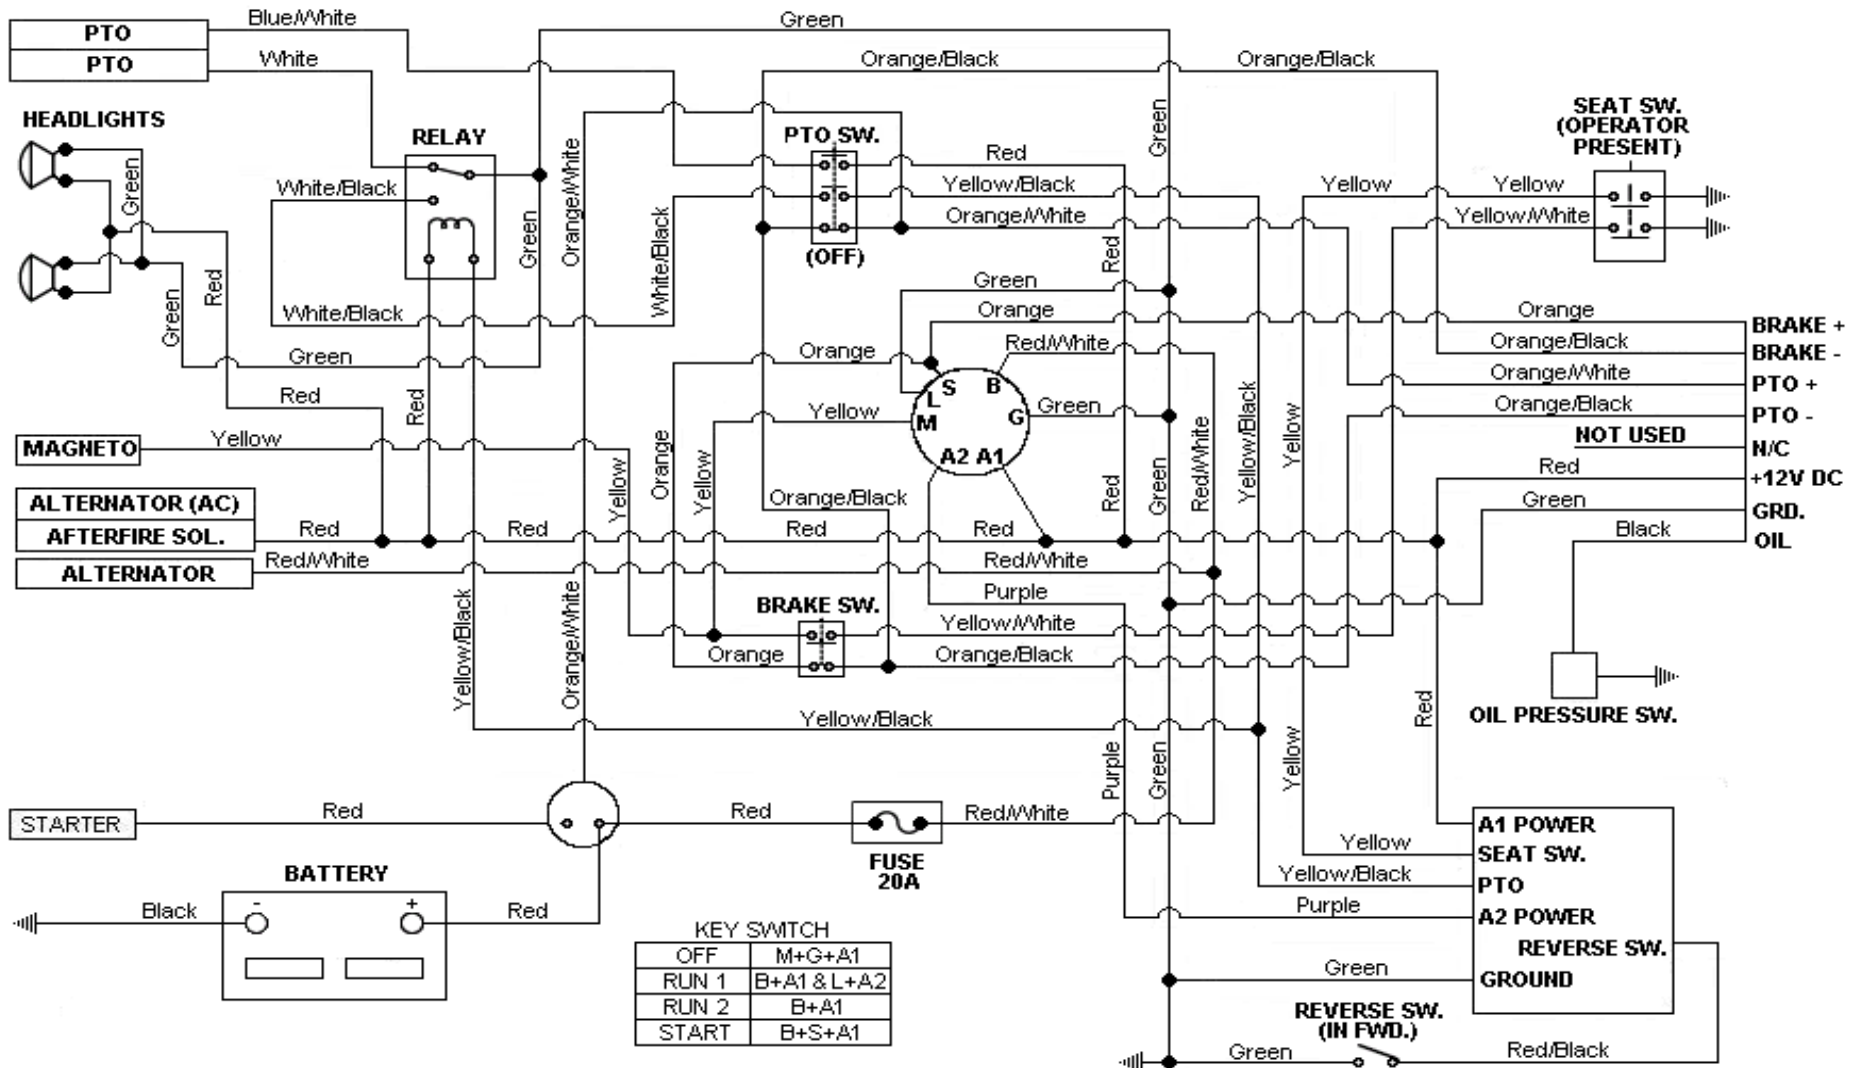 Blue/White
Green
PTO
PTO
White
Orange/Black
Orange/Black
HEADLIGHTS
RELAY
PTO SW.
SEAT SW.
(OPERATOR
PRESENT)
Green
Green
Orange/White
Red
White/Black
Yellow/Black
Yellow
Yellow
Orange/White
Yellow/White
Green
(OFF)
Red
White/Black
Red
Green
White/Black
Green
Orange
Orange
BRAKE +
Green
Orange
Red/White
Orange/Black
BRAKE -
Orange/White
PTO +
S
B
L
M
G
A2
A1
Red
Red
Yellow
Green
Orange/Black
PTO -
MAGNETO
Yellow
Orange
Yellow
Yellow
Red/White
Yellow/Black
Yellow
Green
NOT USED
N/C
Red
+12V DC
ALTERNATOR (AC)
AFTERFIRE SOL.
Orange/Black
Red
Green
GRD.
Red
Red
Red
Red
Black
OIL
ALTERNATOR
Red/White
Red/White
Purple
BRAKE SW.
Yellow/White
Orange
Orange/Black
Yellow/Black
Orange/White
Yellow/Black
Red
OIL PRESSURE SW.
Purple
Green
Yellow
STARTER
Red
Red
Red/White
FUSE
20A
A1 POWER
Yellow
SEAT SW.
Yellow/Black
PTO
Purple
A2 POWER
REVERSE SW.
Green
GROUND
BATTERY
Black
-
+
Red
KEY SWITCH
OFF M+G+A1
RUN 1 B+A1 & L+A2
RUN 2 B+A1
START B+S+A1
REVERSE SW.
(IN FWD.)
Green
Red/Black